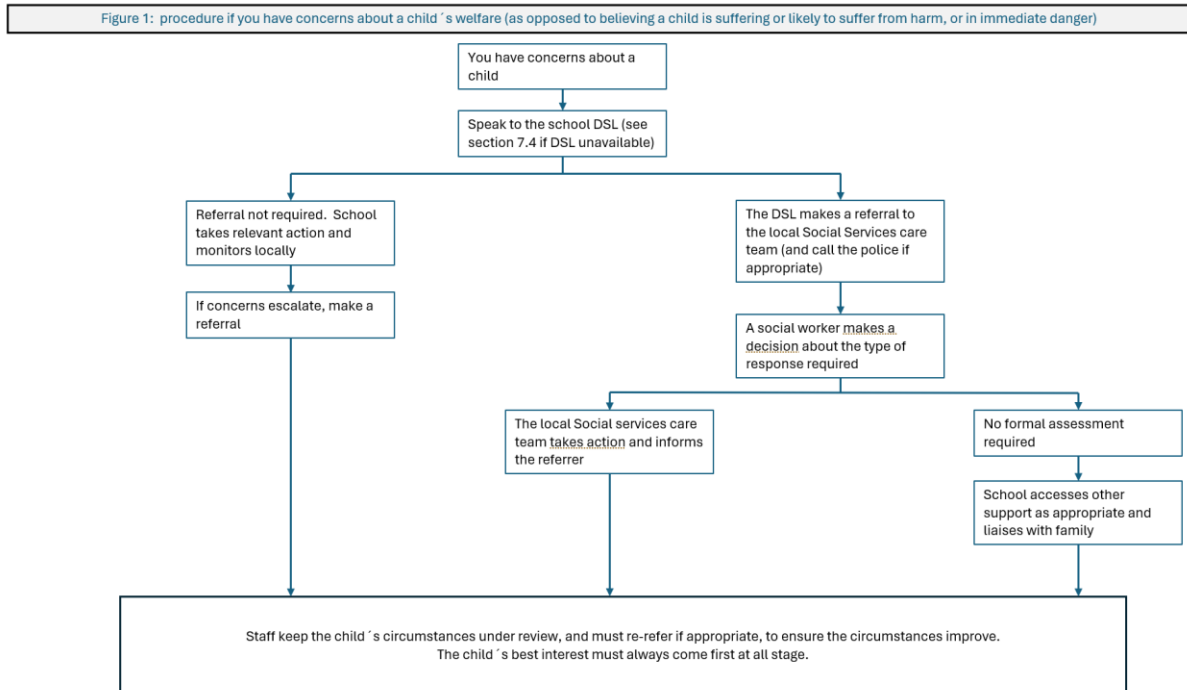 Figure 1: procedure if you have concerns about a child ´s welfare (as opposed to believing a child is suffering or likely to suffer from harm, or in immediate danger)
You have concerns about a
child
Speak to the school DSL (see
section 7.4 if DSL unavailable)
Referral not required. School
takes relevant action and
monitors locally
If concerns escalate, make a
referral
The DSL makes a referral to
the local Social Services care
team (and call the police if
appropriate)
A social worker makes a
decision about the type of
response required
The local Social services care
team takes action and informs
the referrer
No formal assessment
required
School accesses other
support as appropriate and
liaises with family
Staff keep the child ´s circumstances under review, and must re-refer if appropriate, to ensure the circumstances improve.
The child ´s best interest must always come first at all stage.